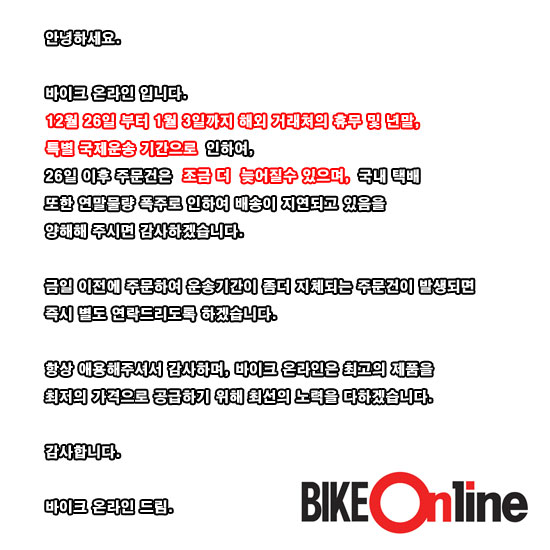 안녕하세요.
바이크 온라인 입니다.
12월 26일 부터 1월 3일까지 해외 거래처의 휴무 및 년말,
특별 국제운송 기간으로 인하여,
26일 이후 주문건은 조금 더 늦어질수 있으며, 국내 택배
또한 연말물량 폭주로 인하여 배송이 지연되고 있음을
양해해 주시면 감사하겠습니다.
금일 이전에 주문하여 운송기간이 좀더 지체되는 주문건이 발생되면
즉시 별도 연락드리도록 하겠습니다.
항상 애용해주셔서 감사하며, 바이크 온라인은 최고의 제품을
최저의 가격으로 공급하기 위해 최선의 노력을 다하겠습니다.
감사합니다.
바이크 온라인 드림.
BIKE On1ine